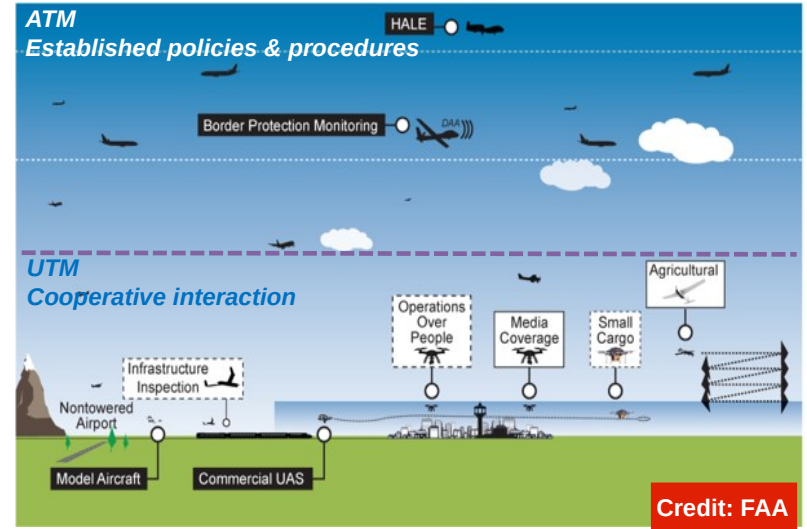 ATM
Established policies & procedures
HALE
Border Protection Monitoring
DAA
UTM
Cooperative interaction
Agricultural
Operations
Over
People
Media
Coverage
Small
Cargo
Infrastructure
Inspection
Nontowered
Airport
Model Aircraft
Commercial UAS
Credit: FAA